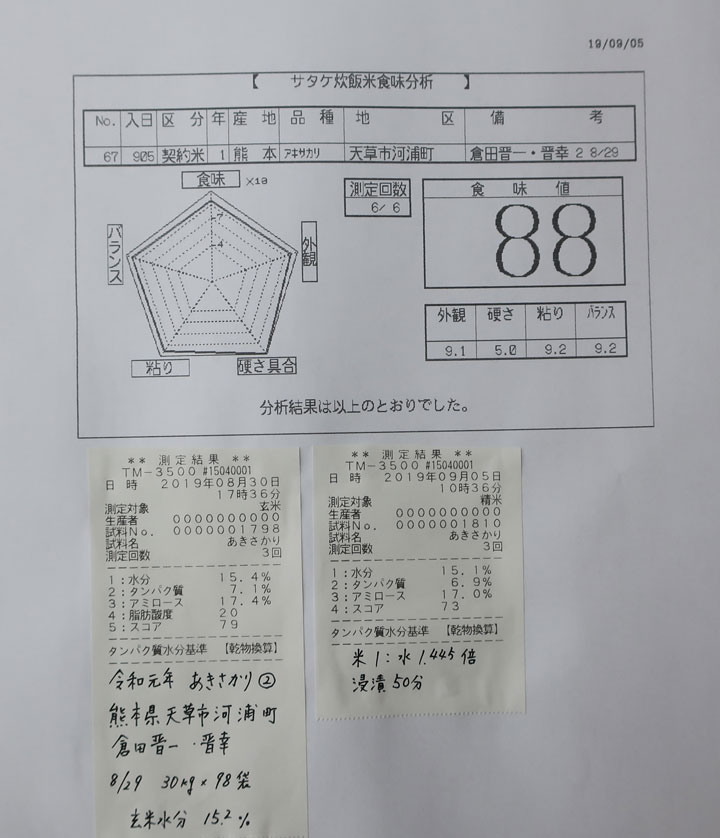 19/09/05
【 サタケ炊飯米食味分析 】
No. 入日 区分 年 産地 品種 地区 備考
67 905 契約米 1 熊本 アキサカリ 天草市河浦町 倉田晋一・晋幸 2 8/29
食味 ×10
測定回数
6/ 6
食味値
88
バランス
7
4
外観
粘り
硬さ具合
外観 硬さ 粘り バランス
9.1 5.0 9.2 9.2
分析結果は以上のとおりでした。
** 測定結果 **
TM-3500 #15040001
日 時 2019年08月30日
17時36分
測定対象 玄米
生産者 0000000000
試料No. 0000001798
試料名 あきさかり
測定回数 3回
1:水分 15.4%
2:タンパク質 7.1%
3:アミロース 17.4%
4:脂肪酸度 20
5:スコア 79
タンパク質水分基準 【乾物換算】
令和元年 あきさかり ②
熊本県天草市河浦町
倉田晋一・晋幸
8/29 30kg×98袋
玄米水分 15.2%
** 測定結果 **
TM-3500 #15040001
日 時 2019年09月05日
10時36分
測定対象 精米
生産者 0000000000
試料No. 0000001810
試料名 あきさかり
測定回数 3回
1:水分 15.1%
2:タンパク質 6.9%
3:アミロース 17.0%
4:スコア 73
タンパク質水分基準 【乾物換算】
米1:水1.445倍
浸漬50分